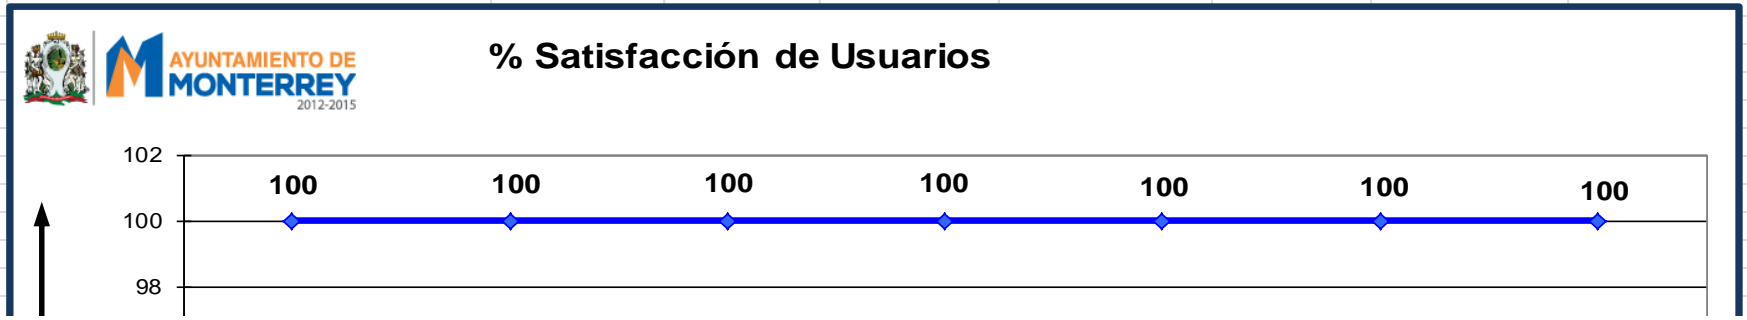 % Satisfacción de Usuarios
AYUNTAMIENTO DE
MONTERREY
2012-2015
102
100 100 100 100 100 100 100
100
98